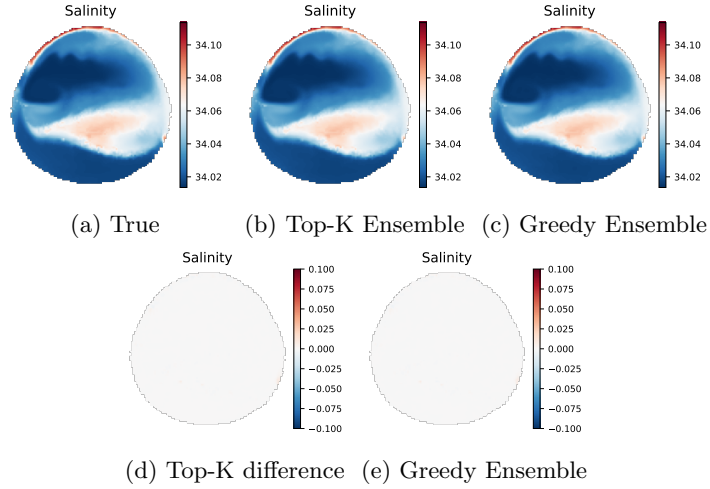 Salinity Salinity Salinity
34.10 34.10 34.10
34.08 34.08 34.08
34.06 34.06 34.06
34.04 34.04 34.04
34.02 34.02 34.02
(a) True (b) Top-K Ensemble (c) Greedy Ensemble
Salinity Salinity
0.100 0.100
0.075 0.075
0.050 0.050
0.025 0.025
0.000 0.000
−0.025 −0.025
−0.050 −0.050
−0.075 −0.075
−0.100 −0.100
(d) Top-K difference (e) Greedy Ensemble